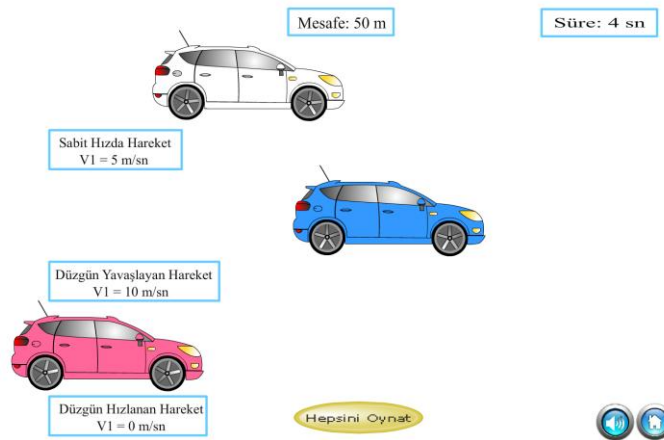 Mesafe: 50 m
Süre: 4 sn
Sabit Hızda Hareket
V1 = 5 m/sn
Düzgün Yavaşlayan Hareket
V1 = 10 m/sn
Düzgün Hızlanan Hareket
V1 = 0 m/sn
Hepsini Oynat